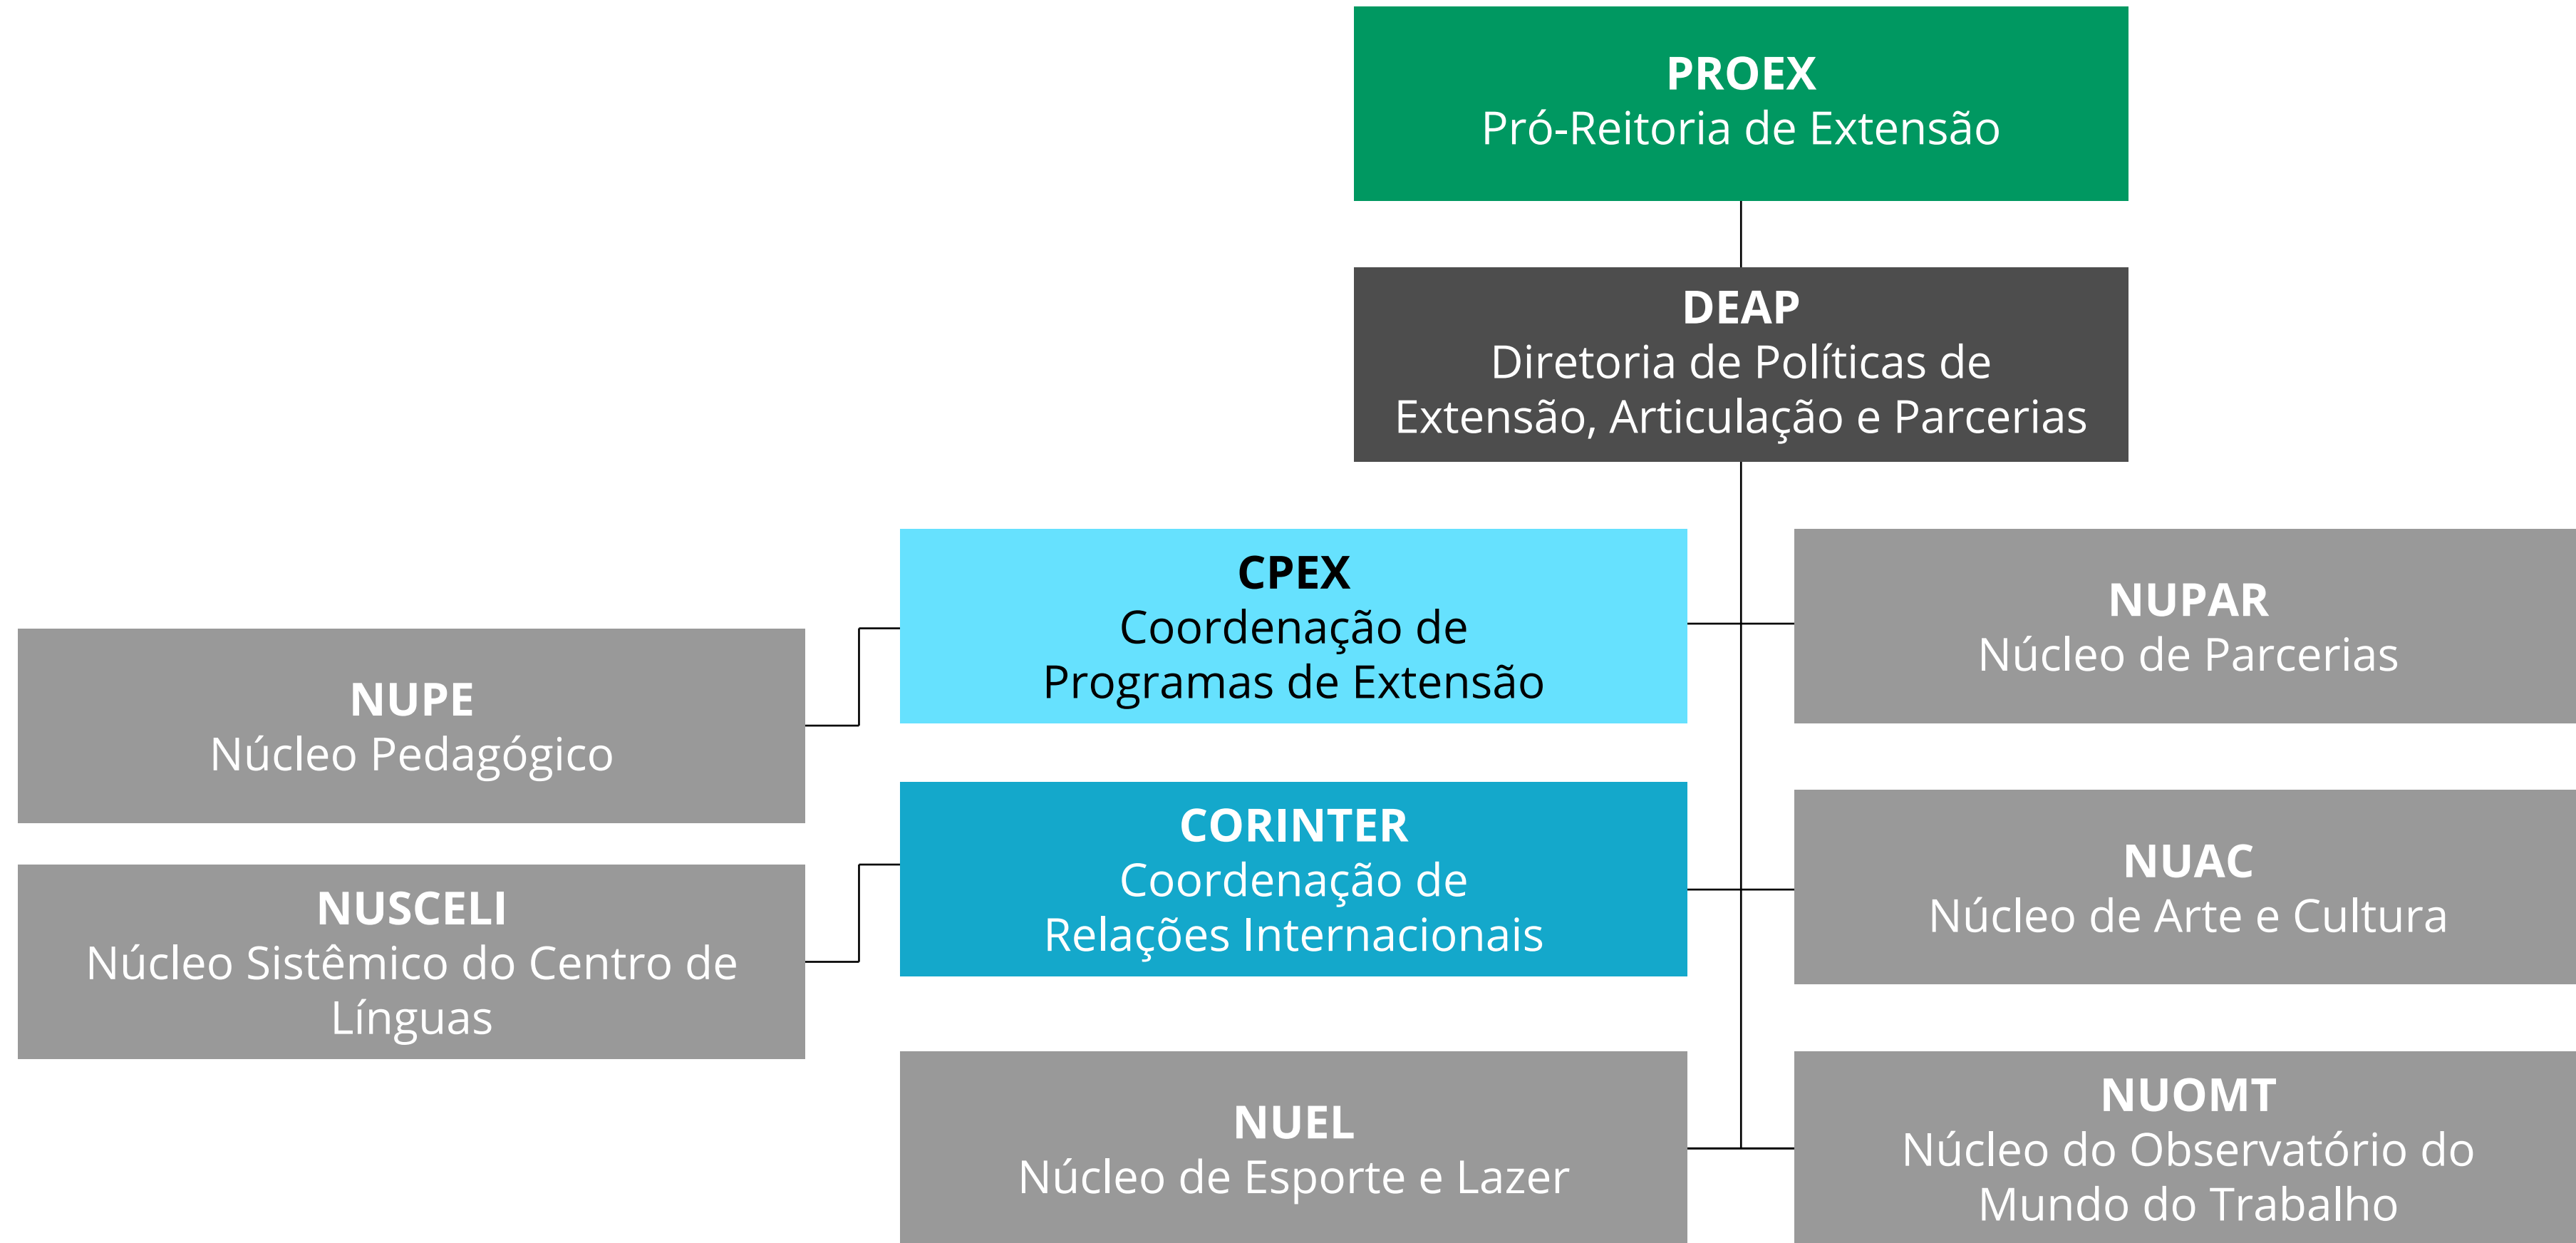 PROEX
Pró-Reitoria de Extensão
DEAP
Diretoria de Políticas de
Extensão, Articulação e Parcerias
CPEX
Coordenação de
Programas de Extensão
NUPAR
Núcleo de Parcerias
NUPE
Núcleo Pedagógico
CORINTER
Coordenação de
Relações Internacionais
NUAC
Núcleo de Arte e Cultura
NUSCELI
Núcleo Sistêmico do Centro de
Línguas
NUEL
Núcleo de Esporte e Lazer
NUOMT
Núcleo do Observatório do
Mundo do Trabalho